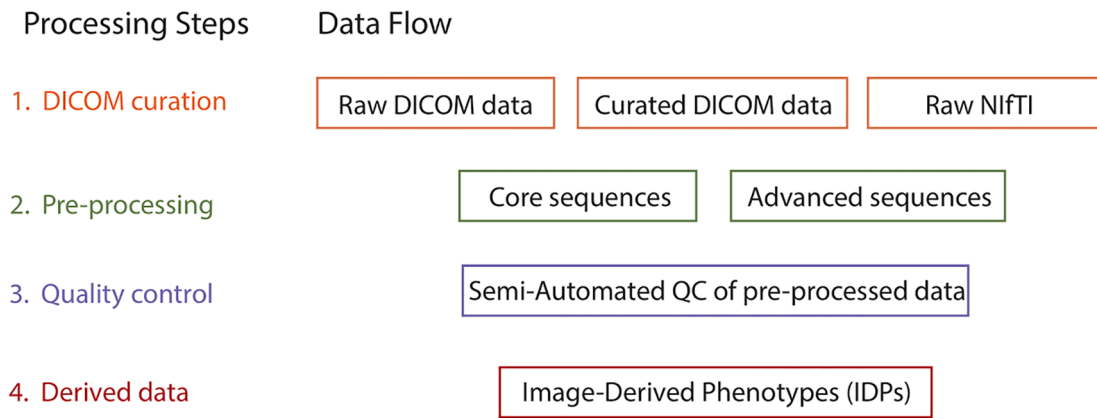 Processing Steps Data Flow
1. DICOM curation Raw DICOM data Curated DICOM data Raw NIfTI
2. Pre-processing Core sequences Advanced sequences
3. Quality control Semi-Automated QC of pre-processed data
4. Derived data Image-Derived Phenotypes (IDPs)